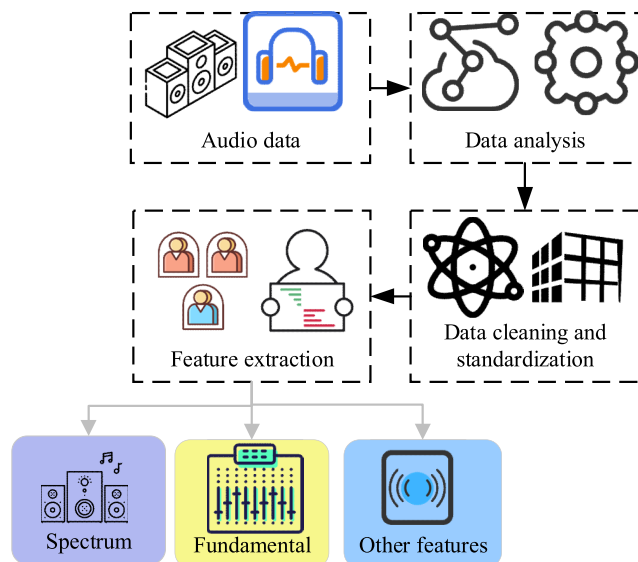 Audio data
Data analysis
Data cleaning and
standardization
Feature extraction
Spectrum
Fundamental
Other features